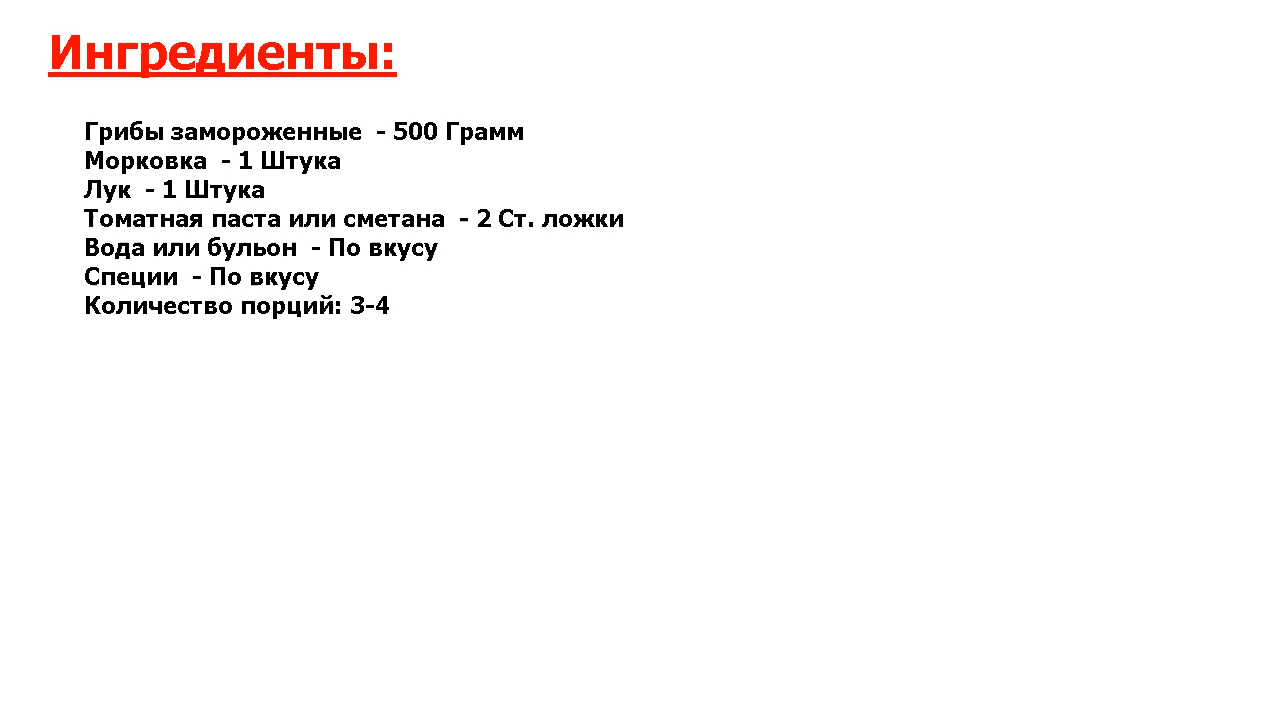 Ингредиенты:
Грибы замороженные - 500 Грамм
Морковка - 1 Штука
Лук - 1 Штука
Томатная паста или сметана - 2 Ст. ложки
Вода или бульон - По вкусу
Специи - По вкусу
Количество порций: 3-4